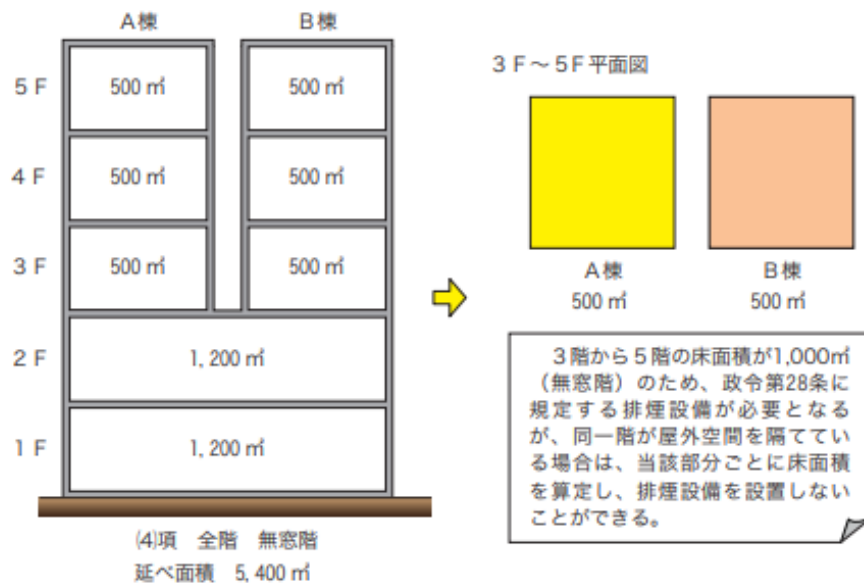 A棟 B棟
5F 500㎡ 500㎡
4F 500㎡ 500㎡
3F 500㎡ 500㎡
2F 1,200㎡
1F 1,200㎡
⑷項 全階 無窓階
延べ面積 5,400㎡
3F~5F平面図
A棟 B棟
500㎡ 500㎡
3階から5階の床面積が1,000㎡
(無窓階)のため、政令第28条に
規定する排煙設備が必要となる
が、同一階が屋外空間を隔ててい
る場合は、当該部分ごとに床面積
を算定し、排煙設備を設置しない
ことができる。